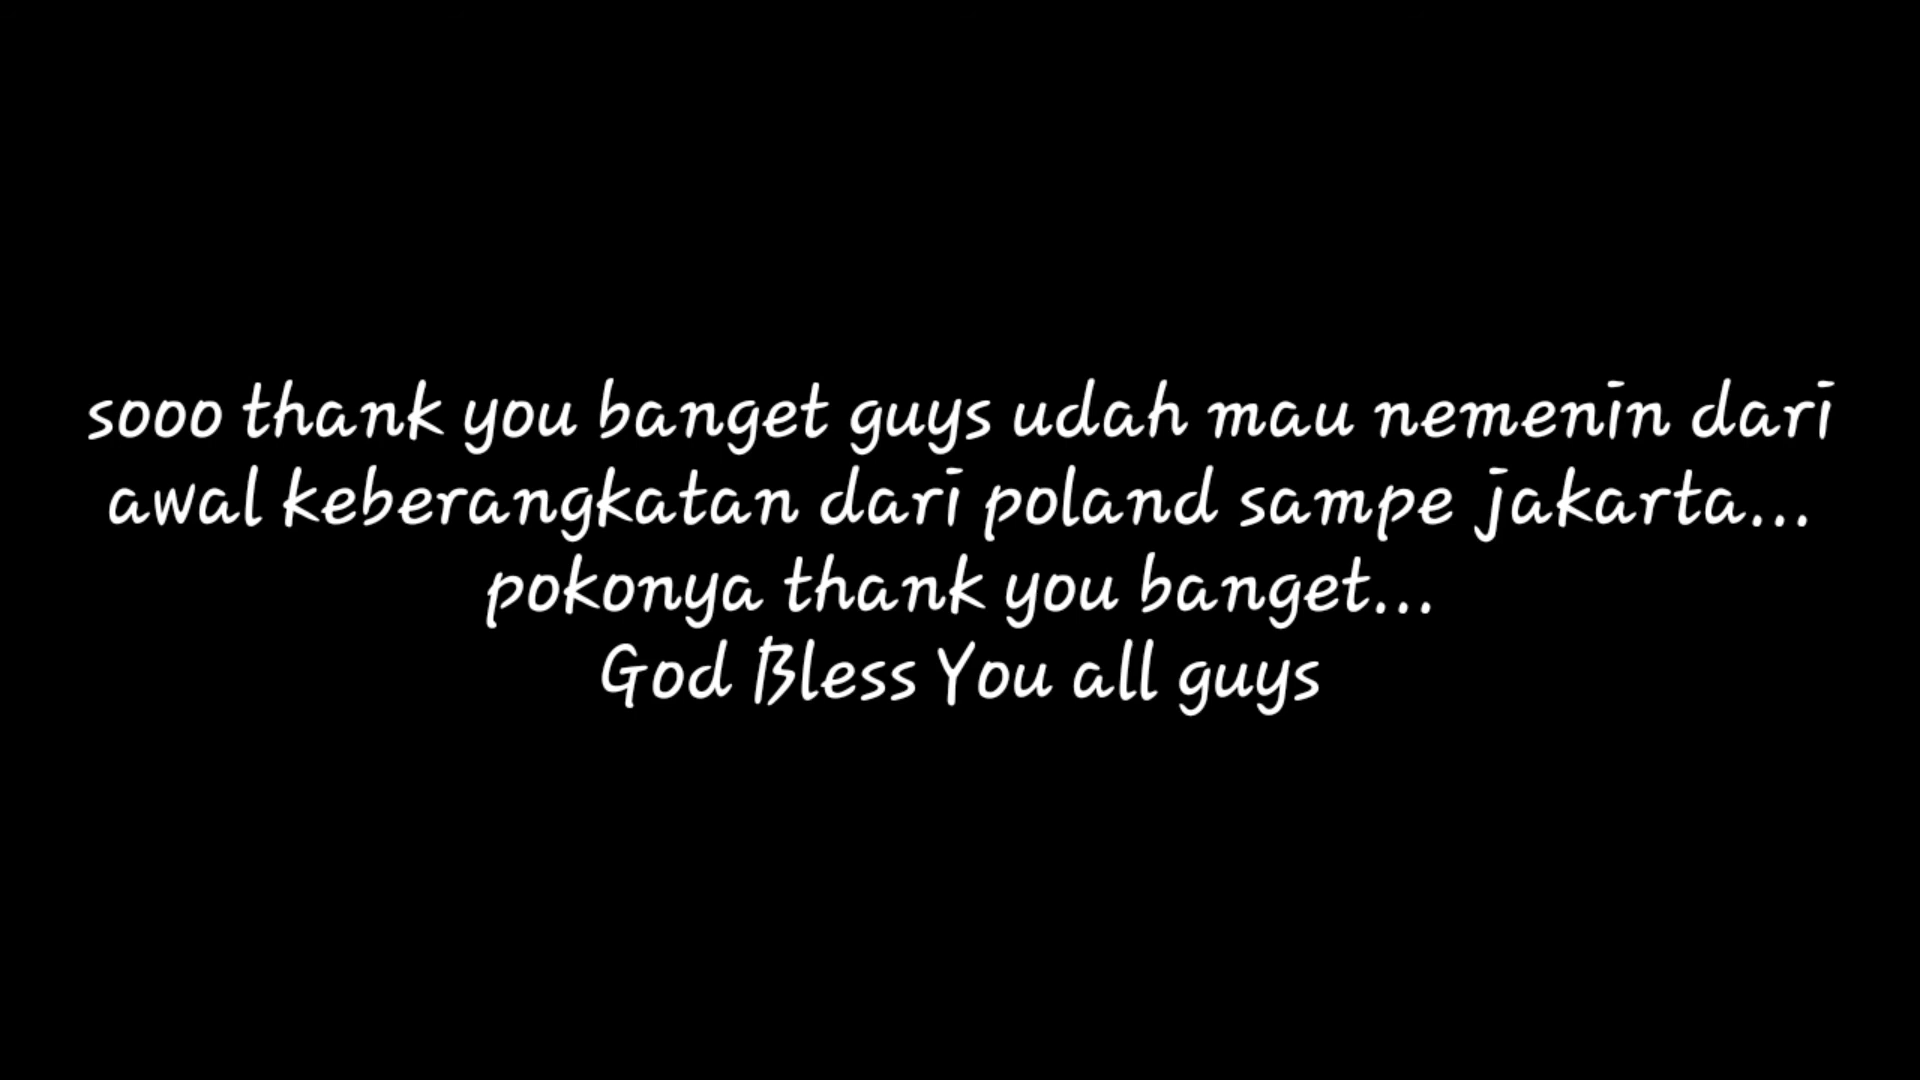 sooo thank you banget guys udah mau nemenin dari
awal keberangkatan dari poland sampe jakarta...
pokonya thank you banget...
God Bless You all guys